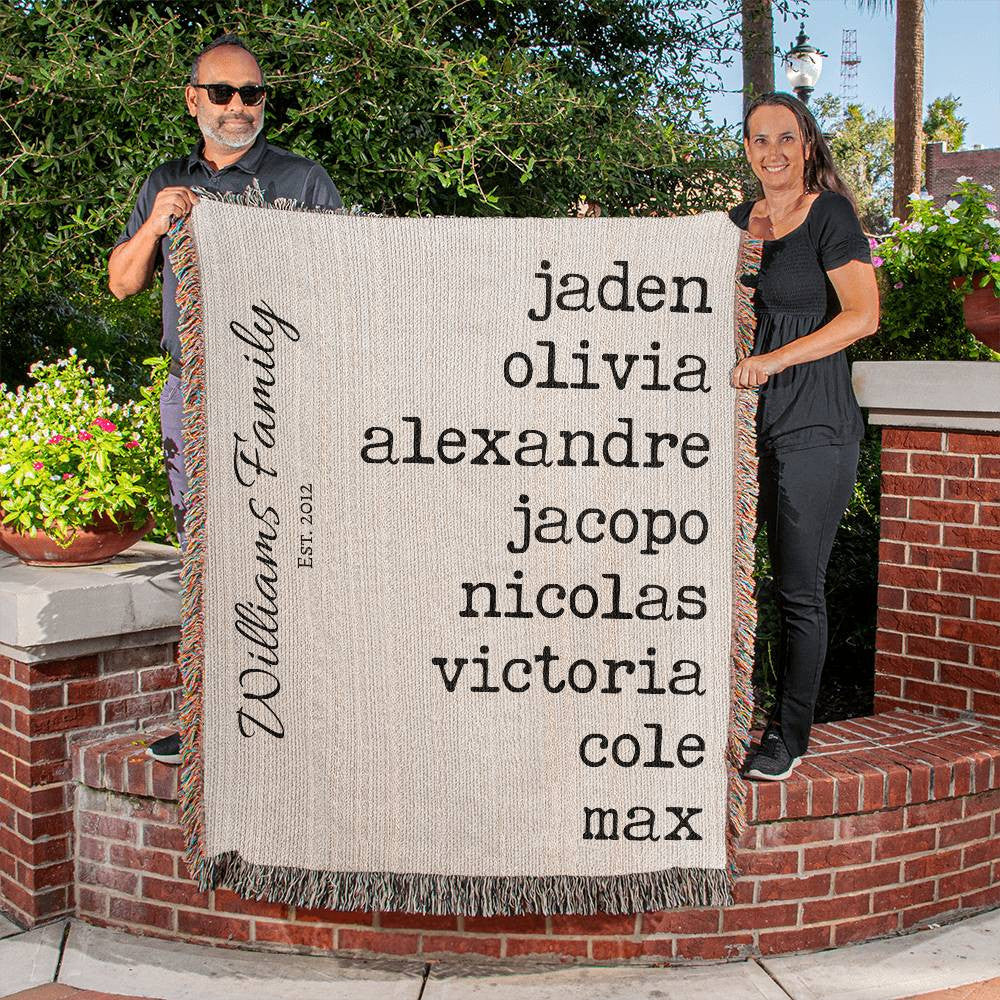 Williams Family
EST. 2012
jaden
olivia
alexandre
jacopo
nicolas
victoria
cole
max